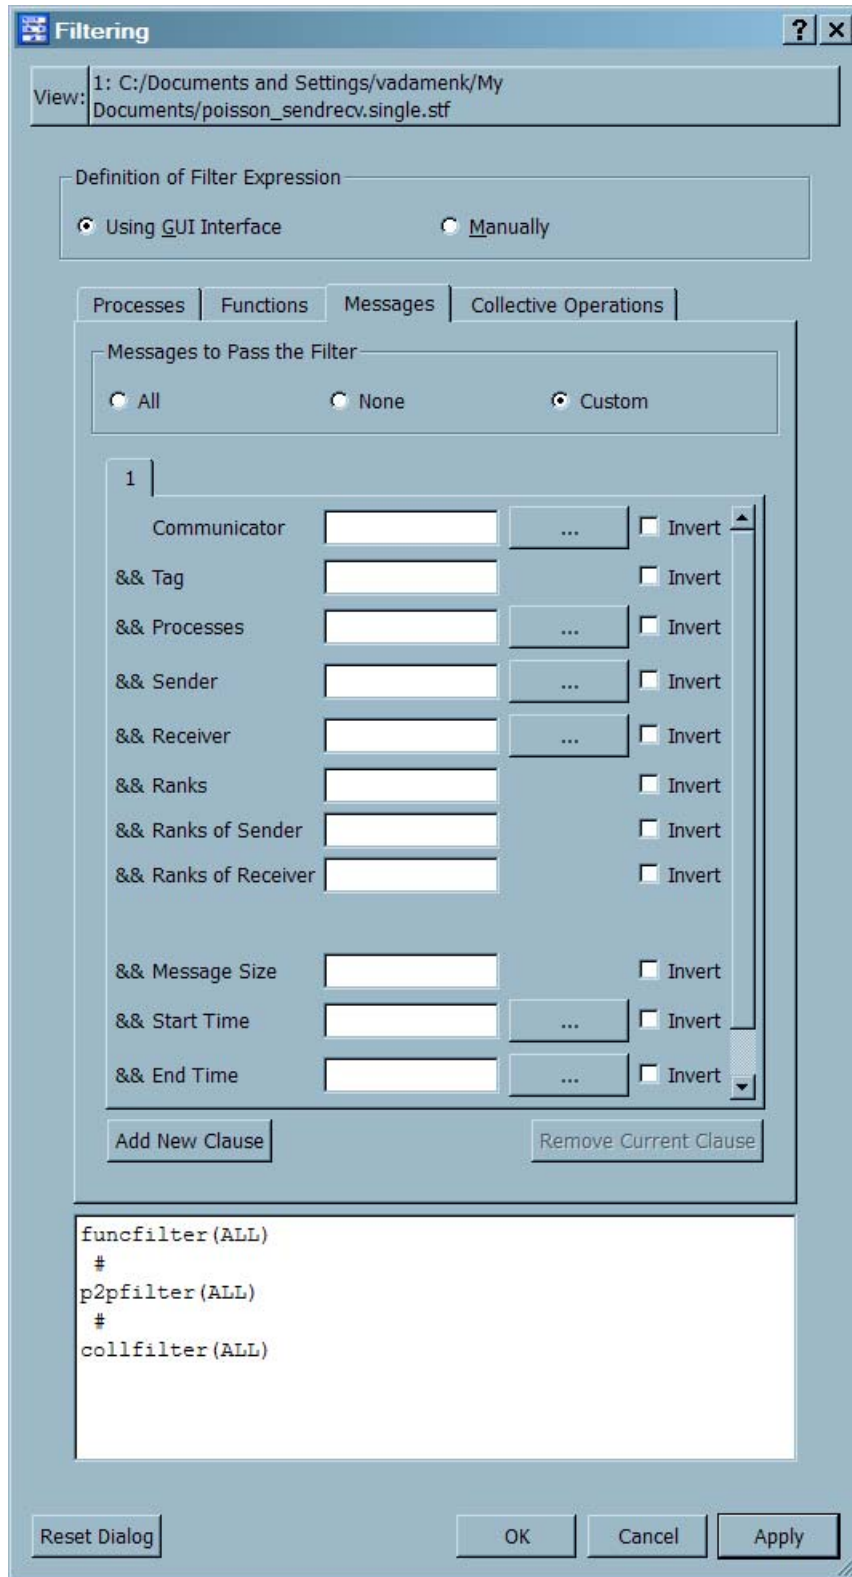 Filtering
View:
1: C:/Documents and Settings/vadamenk/My
Documents/poisson_sendrecv.single.stf
Definition of Filter Expression
Using GUI Interface Manually
Processes Functions Messages Collective Operations
Messages to Pass the Filter
All None Custom
1
Communicator ... Invert
&& Tag Invert
&& Processes ... Invert
&& Sender ... Invert
&& Receiver ... Invert
&& Ranks Invert
&& Ranks of Sender Invert
&& Ranks of Receiver Invert
&& Message Size Invert
&& Start Time ... Invert
&& End Time ... Invert
Add New Clause Remove Current Clause
funcfilter(ALL)
#
p2pfilter(ALL)
#
collfilter(ALL)
Reset Dialog OK Cancel Apply